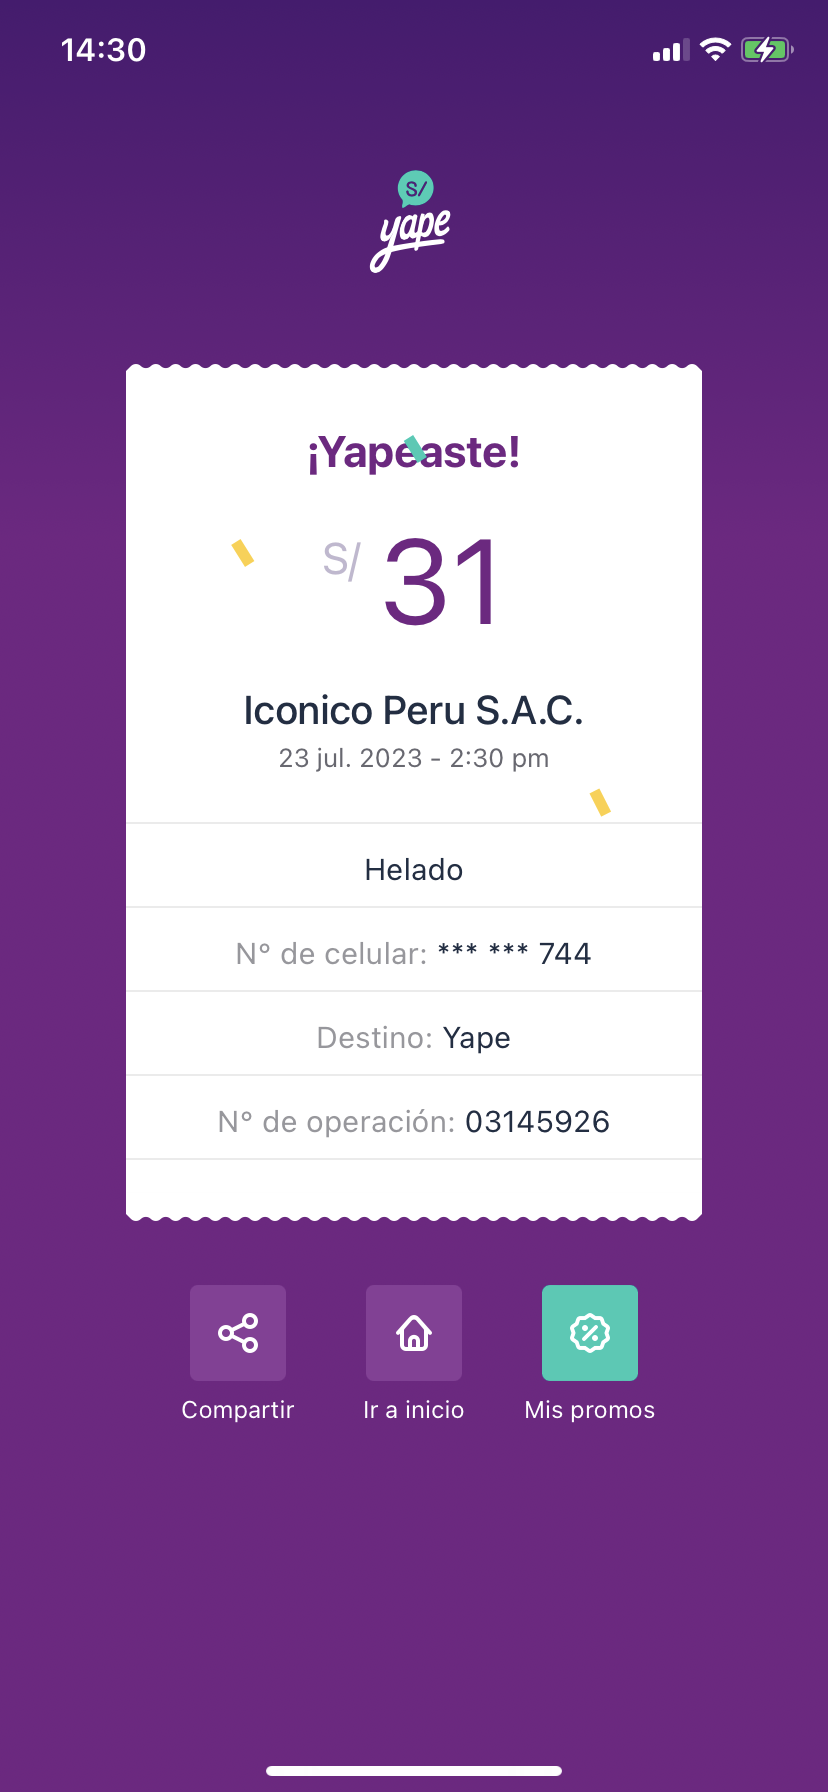 14:30
S/
yape
¡Yapeaste!
S/ 31
Iconico Peru S.A.C.
23 jul. 2023 - 2:30 pm
Helado
N° de celular: *** *** 744
Destino: Yape
N° de operación: 03145926
Compartir
Ir a inicio
Mis promos